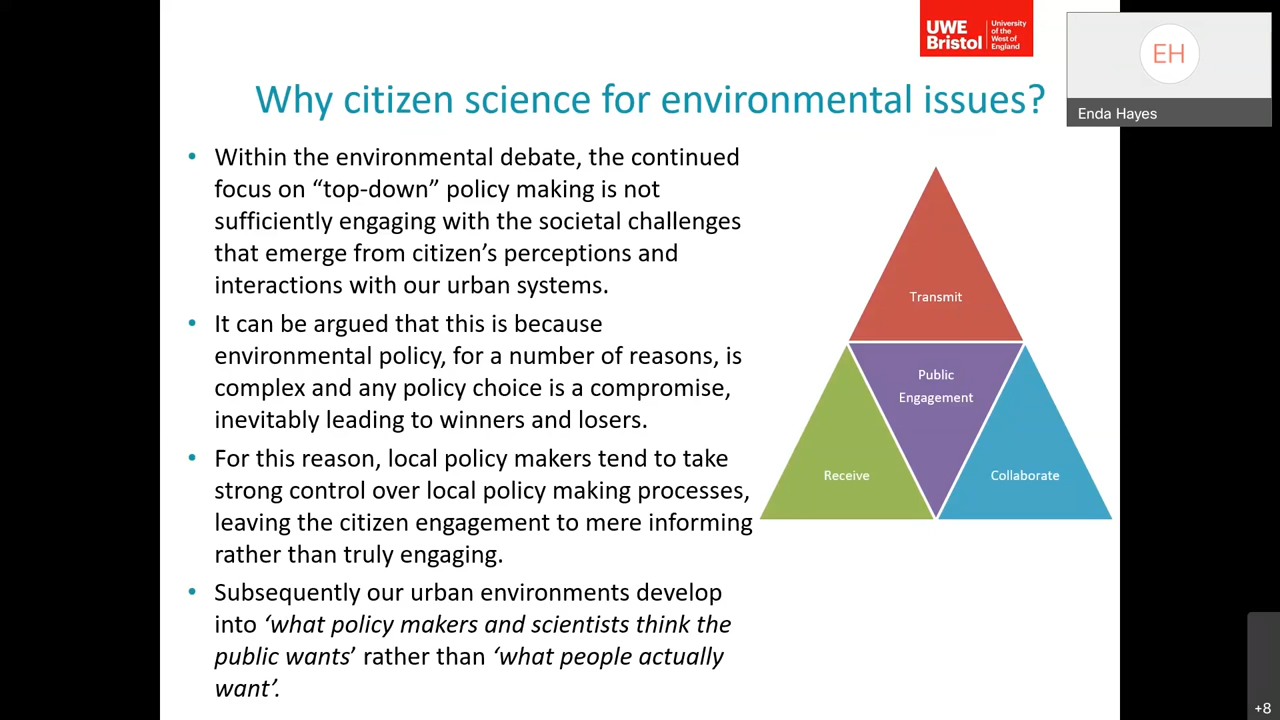 UWE
Bristol
University
of the
West of
England
EH
Enda Hayes
Why citizen science for environmental issues?
• Within the environmental debate, the continued
focus on “top-down” policy making is not
sufficiently engaging with the societal challenges
that emerge from citizen’s perceptions and
interactions with our urban systems.
• It can be argued that this is because
environmental policy, for a number of reasons, is
complex and any policy choice is a compromise,
inevitably leading to winners and losers.
• For this reason, local policy makers tend to take
strong control over local policy making processes,
leaving the citizen engagement to mere informing
rather than truly engaging.
• Subsequently our urban environments develop
into ‘what policy makers and scientists think the
public wants’ rather than ‘what people actually
want’.
Transmit
Public
Engagement
Receive
Collaborate
+8